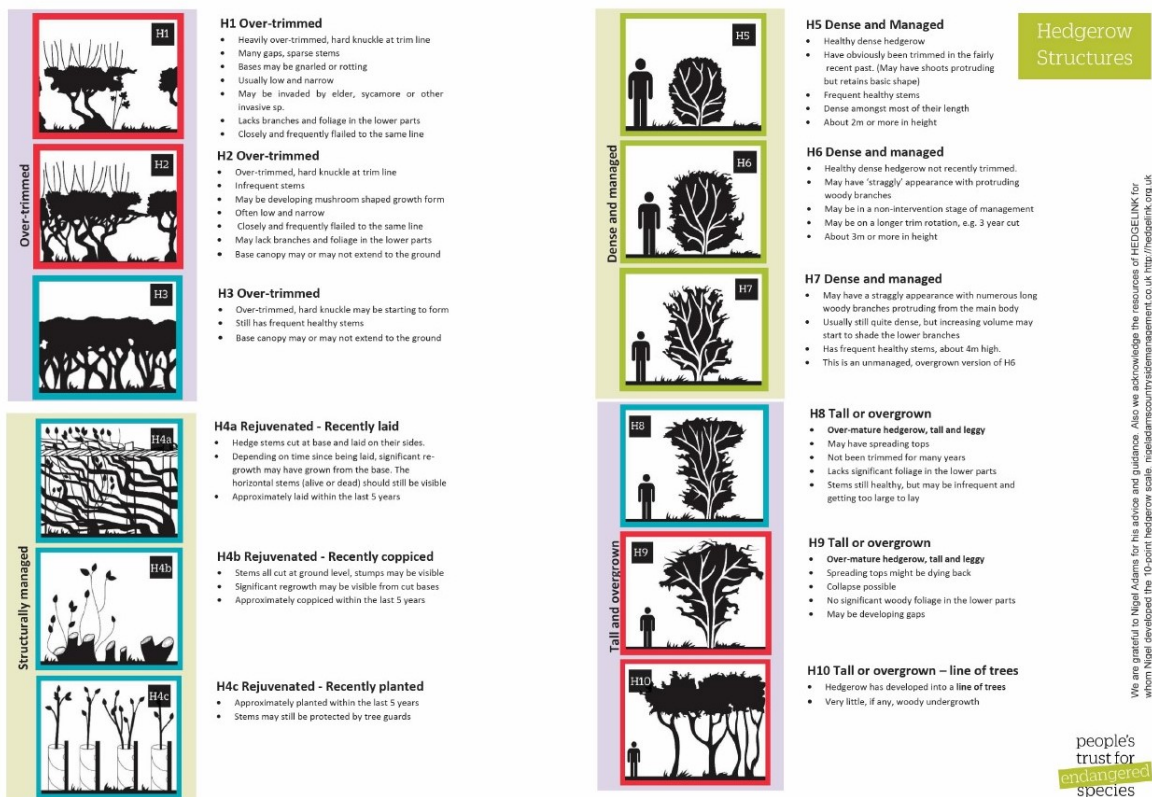 Over-trimmed
H1
H1 Over-trimmed
• Heavily over-trimmed, hard knuckle at trim line
• Many gaps, sparse stems
• Bases may be gnarled or rotting
• Usually low and narrow
• May be invaded by elder, sycamore or other
invasive sp.
• Lacks branches and foliage in the lower parts
• Closely and frequently flailed to the same line
H2
H2 Over-trimmed
• Over-trimmed, hard knuckle at trim line
• Infrequent stems
• May be developing mushroom shaped growth form
• Often low and narrow
• Closely and frequently flailed to the same line
• May lack branches and foliage in the lower parts
• Base canopy may or may not extend to the ground
H3
H3 Over-trimmed
• Over-trimmed, hard knuckle may be starting to form
• Still has frequent healthy stems
• Base canopy may or may not extend to the ground
Structurally managed
H4a
H4a Rejuvenated - Recently laid
• Hedge stems cut at base and laid on their sides.
• Depending on time since being laid, significant re-
growth may have grown from the base. The
horizontal stems (alive or dead) should still be visible
• Approximately laid within the last 5 years
H4b
H4b Rejuvenated - Recently coppiced
• Stems all cut at ground level, stumps may be visible
• Significant regrowth may be visible from cut bases
• Approximately coppiced within the last 5 years
H4c
H4c Rejuvenated - Recently planted
• Approximately planted within the last 5 years
• Stems may still be protected by tree guards
Dense and managed
H5
H5 Dense and Managed
• Healthy dense hedgerow
• Have obviously been trimmed in the fairly
recent past. (May have shoots protruding
but retains basic shape)
• Frequent healthy stems
• Dense amongst most of their length
• About 2m or more in height
H6
H6 Dense and managed
• Healthy dense hedgerow not recently trimmed.
• May have ‘straggly’ appearance with protruding
woody branches
• May be in a non-intervention stage of management
• May be on a longer trim rotation, e.g. 3 year cut
• About 3m or more in height
H7
H7 Dense and managed
• May have a straggly appearance with numerous long
woody branches protruding from the main body
• Usually still quite dense, but increasing volume may
start to shade the lower branches
• Has frequent healthy stems, about 4m high.
• This is an unmanaged, overgrown version of H6
Tall and overgrown
H8
H8 Tall or overgrown
• Over-mature hedgerow, tall and leggy
• May have spreading tops
• Not been trimmed for many years
• Lacks significant foliage in the lower parts
• Stems still healthy, but may be infrequent and
getting too large to lay
H9
H9 Tall or overgrown
• Over-mature hedgerow, tall and leggy
• Spreading tops might be dying back
• Collapse possible
• No significant woody foliage in the lower parts
• May be developing gaps
H10
H10 Tall or overgrown – line of trees
• Hedgerow has developed into a line of trees
• Very little, if any, woody undergrowth
Hedgerow
Structures
We are grateful to Nigel Adams for his advice and guidance. Also we acknowledge the resources of HEDGELINK for
whom Nigel developed the 10-point hedgerow scale. nigeladamscountrysidemanagement.co.uk http://hedgelink.org.uk
people's
trust for
endangered
species